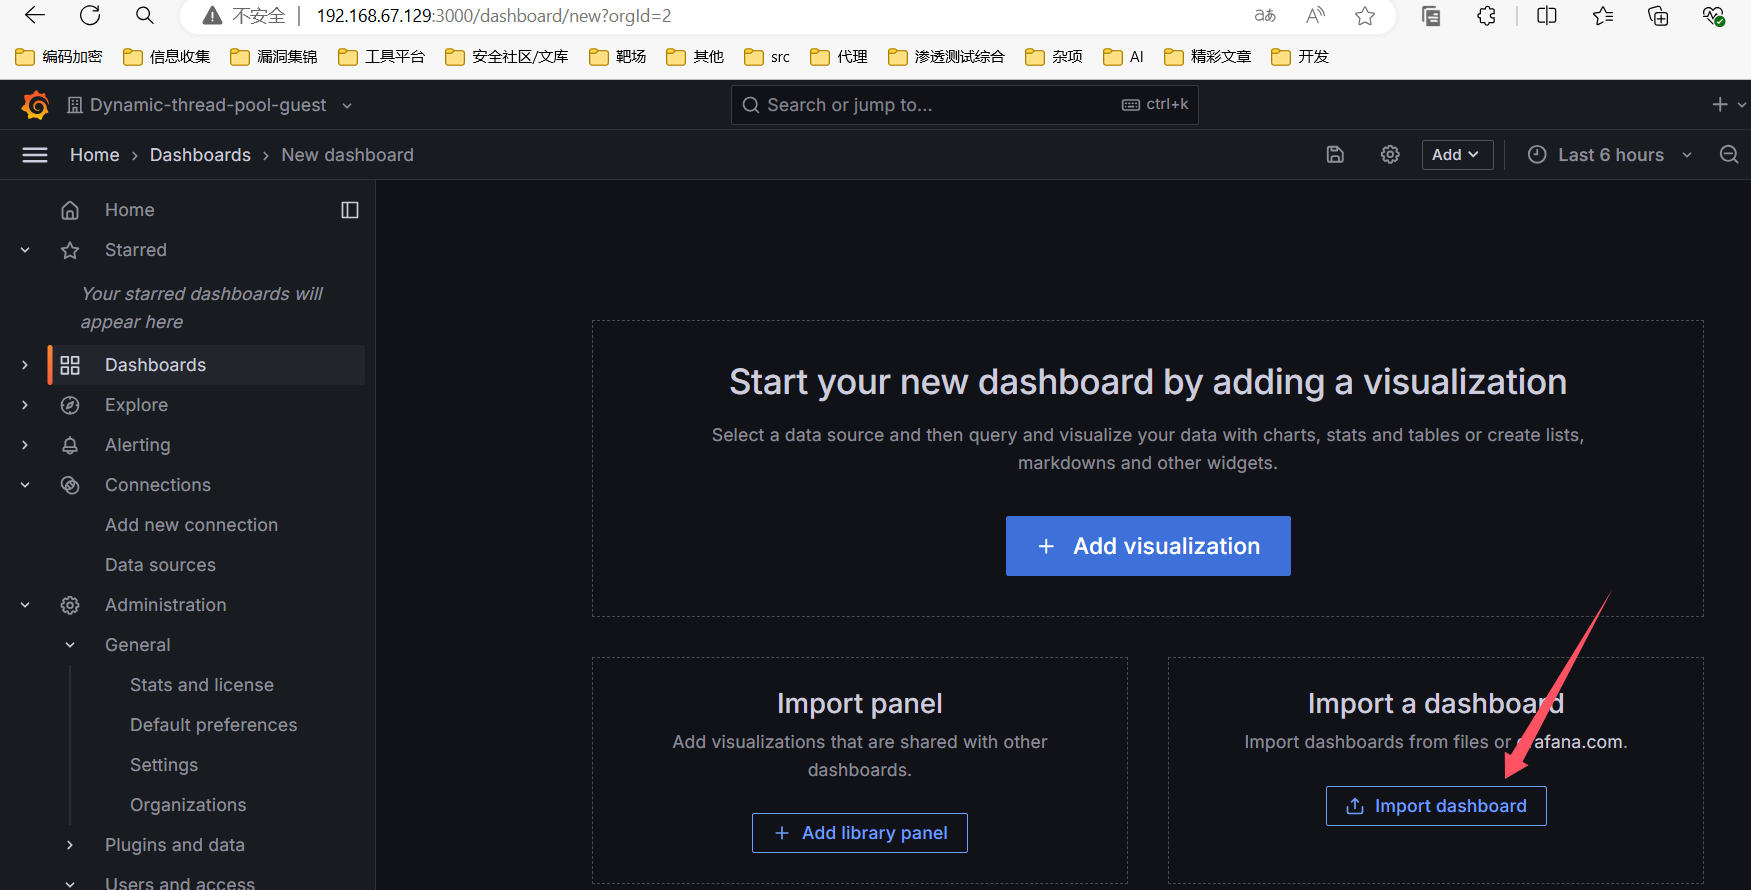 不安全 | 192.168.67.129:3000/dashboard/new?orgId=2
编码加密 信息收集 漏洞集锦 工具平台 安全社区/文库 靶场 其他 src 代理 渗透测试综合 杂项 AI 精彩文章 开发
Dynamic-thread-pool-guest Search or jump to... ctrl+k
Home › Dashboards › New dashboard Add Last 6 hours
Home
Starred
Your starred dashboards will
appear here
Dashboards
Explore
Alerting
Connections
Add new connection
Data sources
Administration
General
Stats and license
Default preferences
Settings
Organizations
Plugins and data
Users and access
Start your new dashboard by adding a visualization
Select a data source and then query and visualize your data with charts, stats and tables or create lists,
markdowns and other widgets.
+ Add visualization
Import panel
Add visualizations that are shared with other
dashboards.
+ Add library panel
Import a dashboard
Import dashboards from files or grafana.com.
Import dashboard